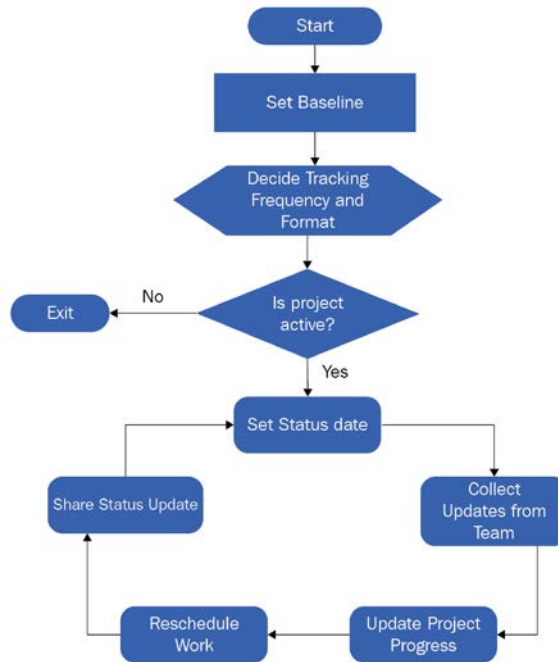 Start
Set Baseline
Decide Tracking
Frequency and
Format
Is project
active?
No
Exit
Yes
Set Status date
Share Status Update
Collect
Updates from
Team
Reschedule
Work
Update Project
Progress